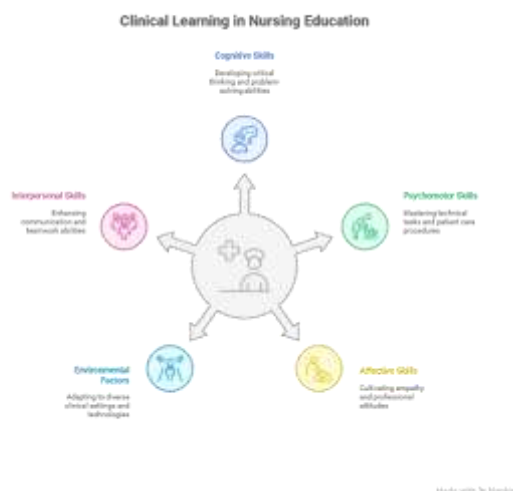 Clinical Learning in Nursing Education
Cognitive Skills
Developing critical
thinking and problem-
solving abilities
Interpersonal Skills
Enhancing
communication and
teamwork abilities
Psychomotor Skills
Mastering technical
tasks and patient care
procedures
Environmental
Factors
Adapting to diverse
clinical settings and
technologies
Affective Skills
Cultivating empathy
and professional
attitudes
Made with